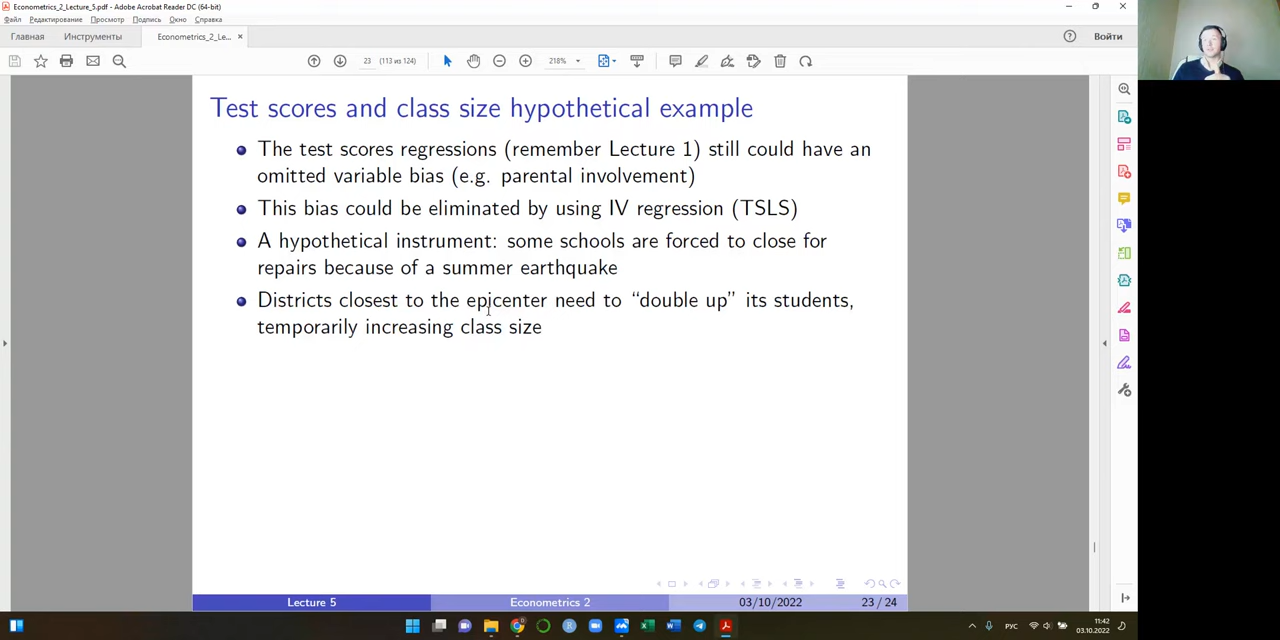 Econometrics_2_Lecture_5.pdf - Adobe Acrobat Reader DC (64-bit)
Файл Редактирование Просмотр Подпись Окно Справка
Главная Инструменты Econometrics_2_Le... × Войти
23 (113 из 124) 218%
Test scores and class size hypothetical example
The test scores regressions (remember Lecture 1) still could have an
omitted variable bias (e.g. parental involvement)
This bias could be eliminated by using IV regression (TSLS)
A hypothetical instrument: some schools are forced to close for
repairs because of a summer earthquake
Districts closest to the epicenter need to “double up” its students,
temporarily increasing class size
Lecture 5 Econometrics 2 03/10/2022 23 / 24
РУС 11:42
03.10.2022